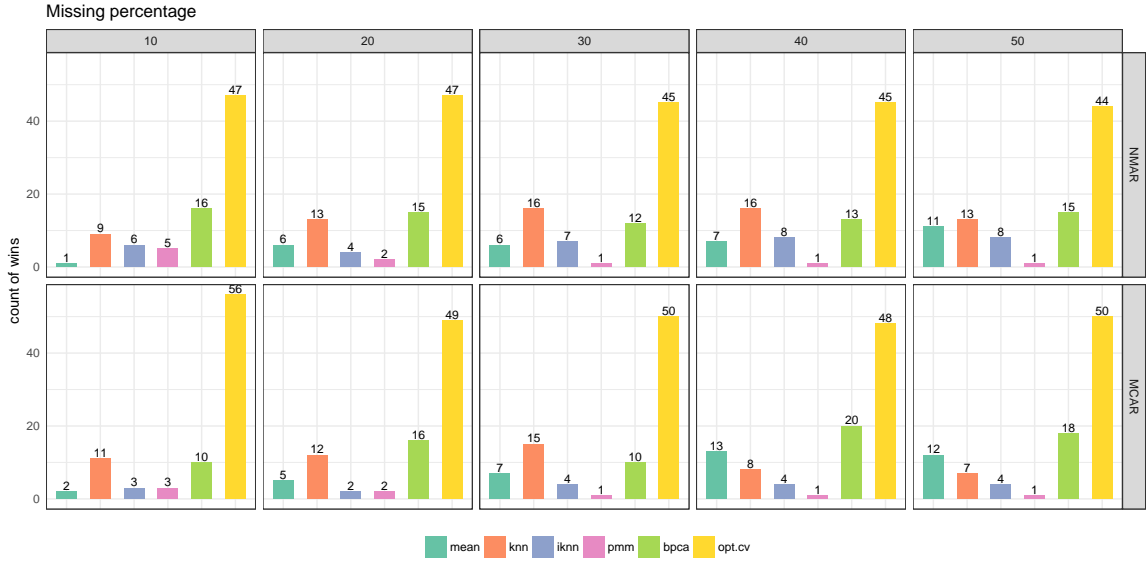 Missing percentage
10 20 30 40 50
count of wins
40
20
0
1 9 6 5 16 47
6 13 4 2 15 47
6 16 7 1 12 45
7 16 8 1 13 45
11 13 8 1 15 44
NMAR
40
20
0
2 11 3 3 10 56
5 12 2 2 16 49
7 15 4 1 10 50
13 8 4 1 20 48
12 7 4 1 18 50
MCAR
mean knn iknn pmm bpca opt.cv